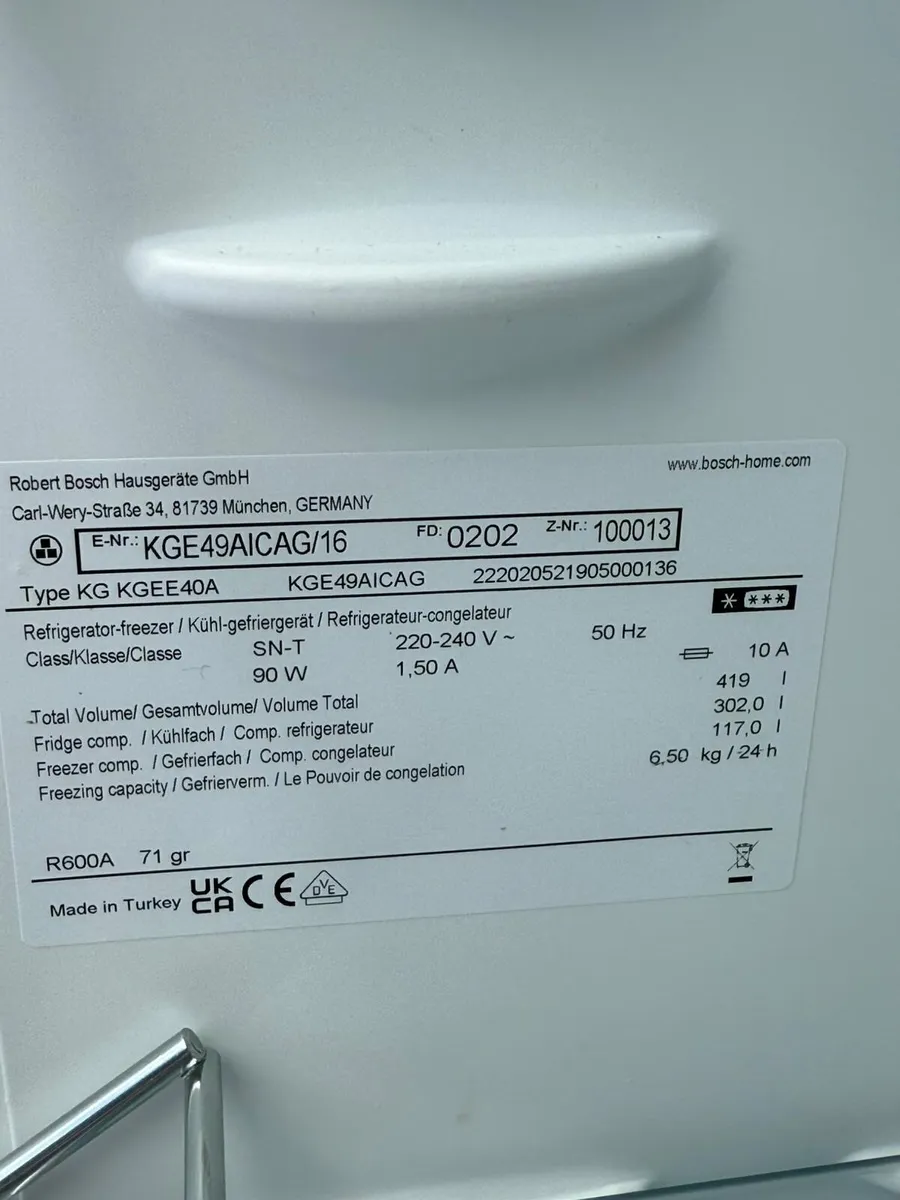 Robert Bosch Hausgeräte GmbH
www.bosch-home.com
Carl-Wery-Straße 34, 81739 München, GERMANY
E-Nr.: KGE49AICAG/16 FD: 0202 Z-Nr.: 100013
Type KG KGEE40A KGE49AICAG 222020521905000136
Refrigerator-freezer / Kühl-gefriergerät / Refrigerateur-congelateur
Class/Klasse/Classe SN-T 220-240 V ~ 50 Hz 10 A
90 W 1,50 A
Total Volume/ Gesamtvolume/ Volume Total 419 l
Fridge comp. / Kühlfach / Comp. refrigerateur 302,0 l
Freezer comp. / Gefrierfach / Comp. congelateur 117,0 l
Freezing capacity / Gefrierverm. / Le Pouvoir de congelation 6,50 kg / 24 h
R600A 71 gr
Made in Turkey UK CA CE DVE